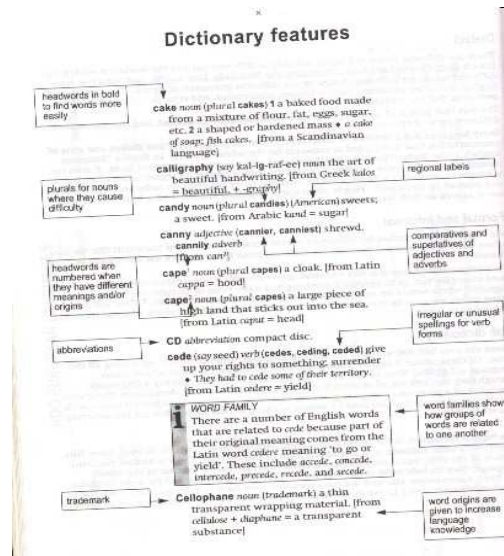 Dictionary features
headwords in bold
to find words more
easily
cake noun (plural cakes) 1 a baked food made
from a mixture of flour, fat, eggs, sugar,
etc. 2 a shaped or hardened mass ♦ a cake
of soap; fish cakes. [from a Scandinavian
language]
calligraphy (say kal-ig-raf-ee) noun the art of
beautiful handwriting. [from Greek kalos
= beautiful, + -graphy]
regional labels
plurals for nouns
where they cause
difficulty
candy noun (plural candies) (American) sweets;
a sweet. [from Arabic kand = sugar]
canny adjective (cannier, canniest) shrewd.
cannily adverb
[from can²]
comparatives and
superlatives of
adjectives and
adverbs
headwords are
numbered when
they have different
meanings and/or
origins
cape¹ noun (plural capes) a cloak. [from Latin
cappa = hood]
cape² noun (plural capes) a large piece of
high land that sticks out into the sea.
[from Latin caput = head]
irregular or unusual
spellings for verb
forms
abbreviations
CD abbreviation compact disc.
cede (say seed) verb (cedes, ceding, ceded) give
up your rights to something; surrender
♦ They had to cede some of their territory.
[from Latin cedere = yield]
i WORD FAMILY
There are a number of English words
that are related to cede because part of
their original meaning comes from the
Latin word cedere meaning 'to go or
yield'. These include accede, concede,
intercede, precede, recede, and secede.
word families show
how groups of
words are related
to one another
trademark
Cellophane noun (trademark) a thin
transparent wrapping material. [from
cellulose + diaphane = a transparent
substance]
word origins are
given to increase
language
knowledge